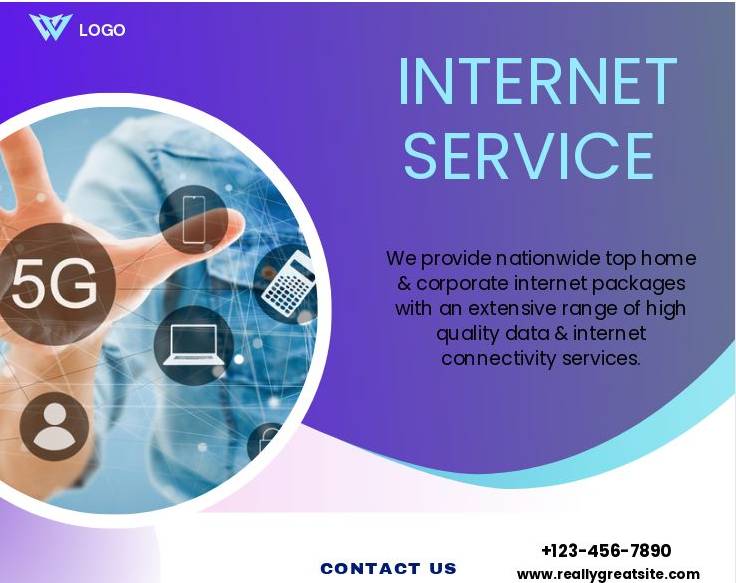 LOGO
INTERNET
SERVICE
We provide nationwide top home
& corporate internet packages
with an extensive range of high
quality data & internet
connectivity services.
5G
CONTACT US
+123-456-7890
www.reallygreatsite.com